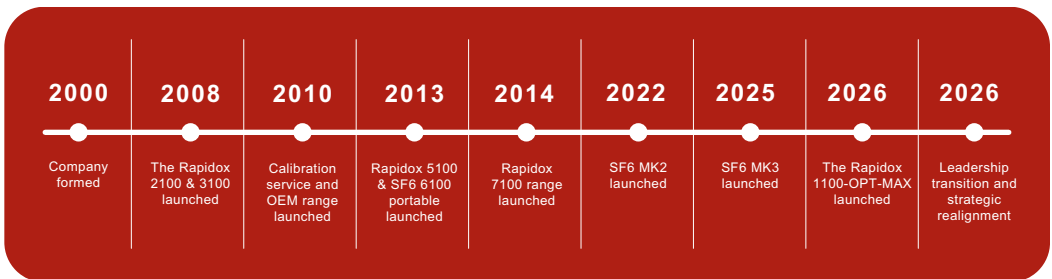 2000
Company
formed
2008
The Rapidox
2100 & 3100
launched
2010
Calibration
service and
OEM range
launched
2013
Rapidox 5100
& SF6 6100
portable
launched
2014
Rapidox
7100 range
launched
2022
SF6 MK2
launched
2025
SF6 MK3
launched
2026
The Rapidox
1100-OPT-MAX
launched
2026
Leadership
transition and
strategic
realignment